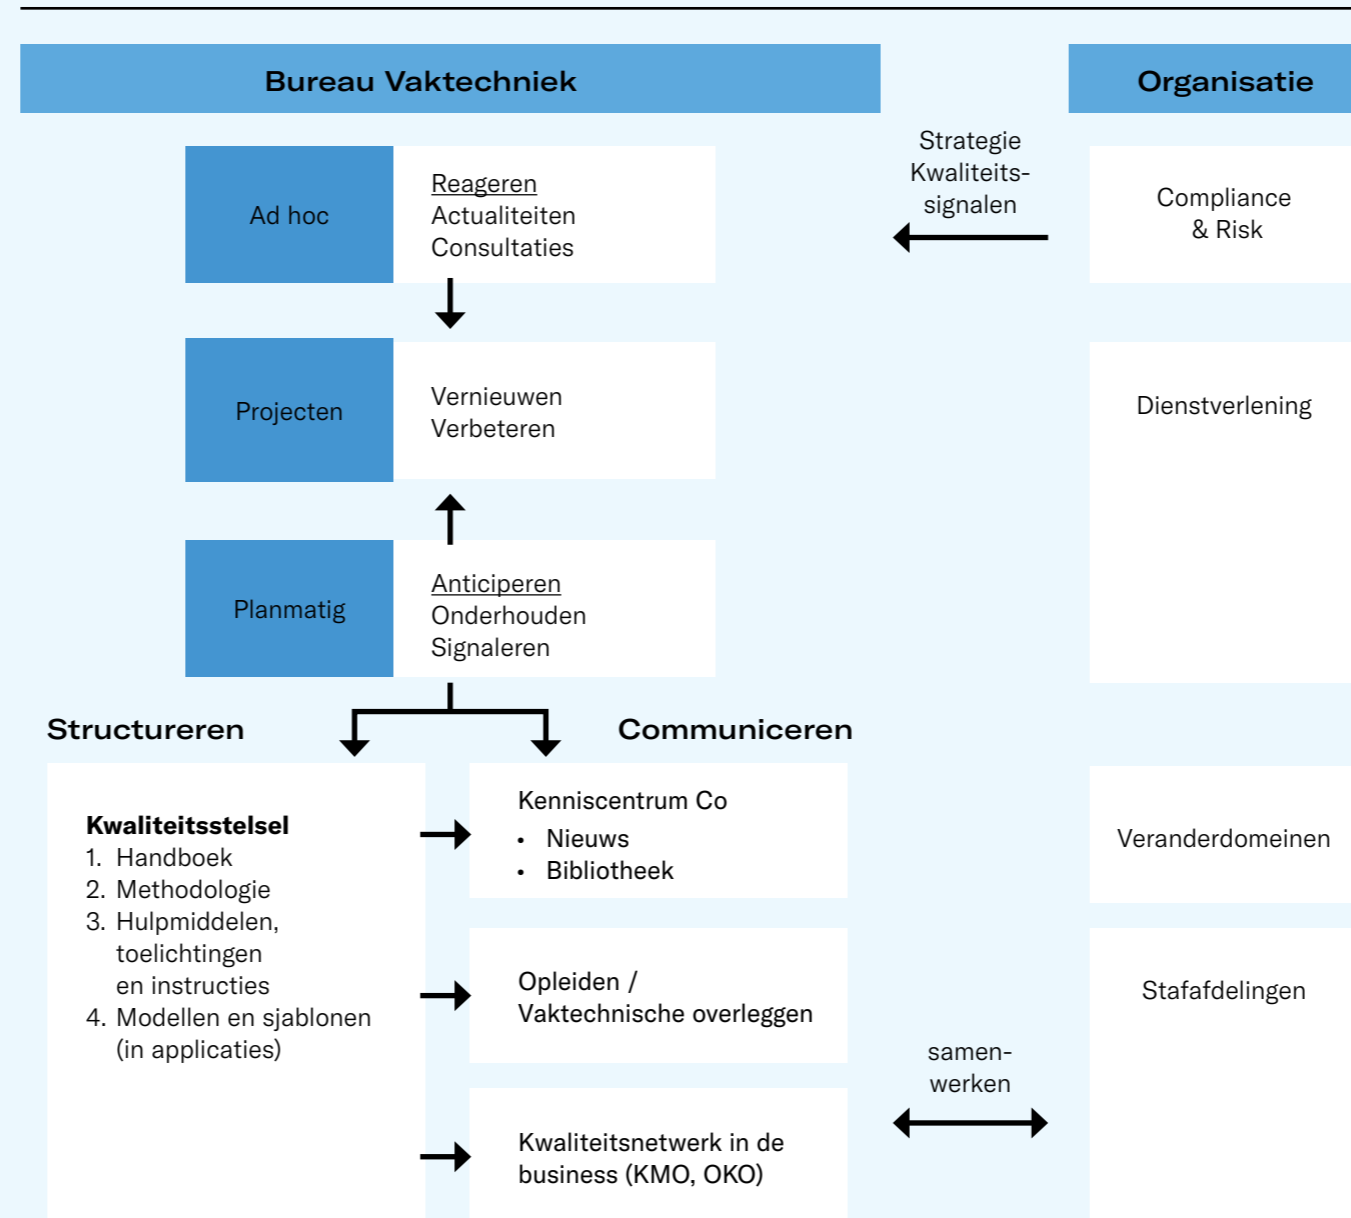 Bureau Vaktechniek
Organisatie
Ad hoc
Reageren
Actualiteiten
Consultaties
Strategie
Kwaliteits-
signalen
Compliance
& Risk
Projecten
Vernieuwen
Verbeteren
Dienstverlening
Planmatig
Anticiperen
Onderhouden
Signaleren
Structureren
Communiceren
Kwaliteitsstelsel
1. Handboek
2. Methodologie
3. Hulpmiddelen,
toelichtingen
en instructies
4. Modellen en sjablonen
(in applicaties)
Kenniscentrum Co
• Nieuws
• Bibliotheek
Opleiden /
Vaktechnische overleggen
Kwaliteitsnetwerk in de
business (KMO, OKO)
samen-
werken
Veranderdomeinen
Stafafdelingen